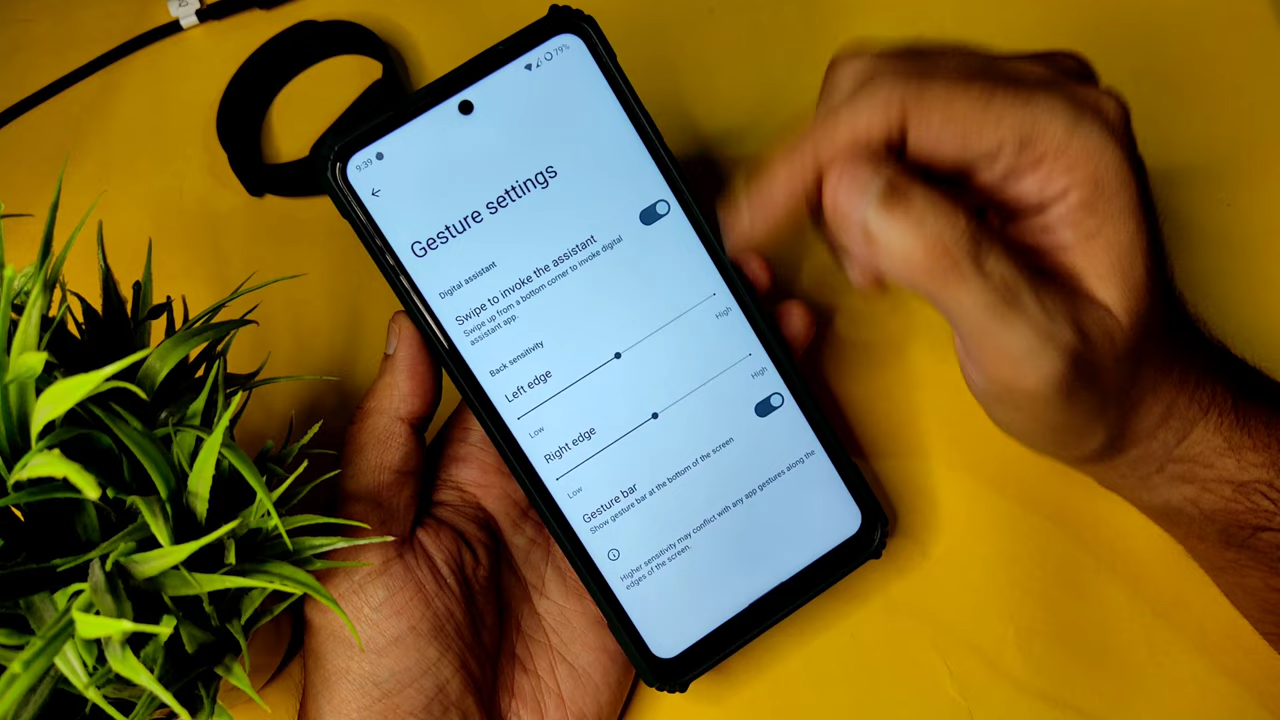 9:39
79%
Gesture settings
Digital assistant
Swipe to invoke the assistant
Swipe up from a bottom corner to invoke digital
assistant app.
Back sensitivity
Left edge
Low
High
Right edge
Low
High
Gesture bar
Show gesture bar at the bottom of the screen
Higher sensitivity may conflict with any app gestures along the
edges of the screen.